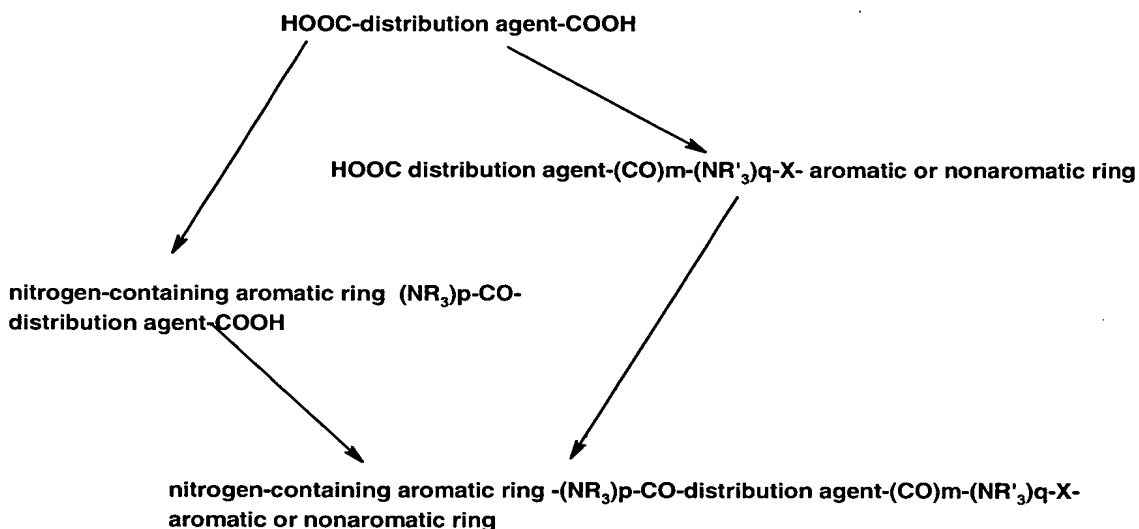 HOOC-distribution agent-COOH
HOOC distribution agent-(CO)m-(NR'₃)q-X- aromatic or nonaromatic ring
nitrogen-containing aromatic ring (NR₃)p-CO-
distribution agent-COOH
nitrogen-containing aromatic ring -(NR₃)p-CO-distribution agent-(CO)m-(NR'₃)q-X-
aromatic or nonaromatic ring